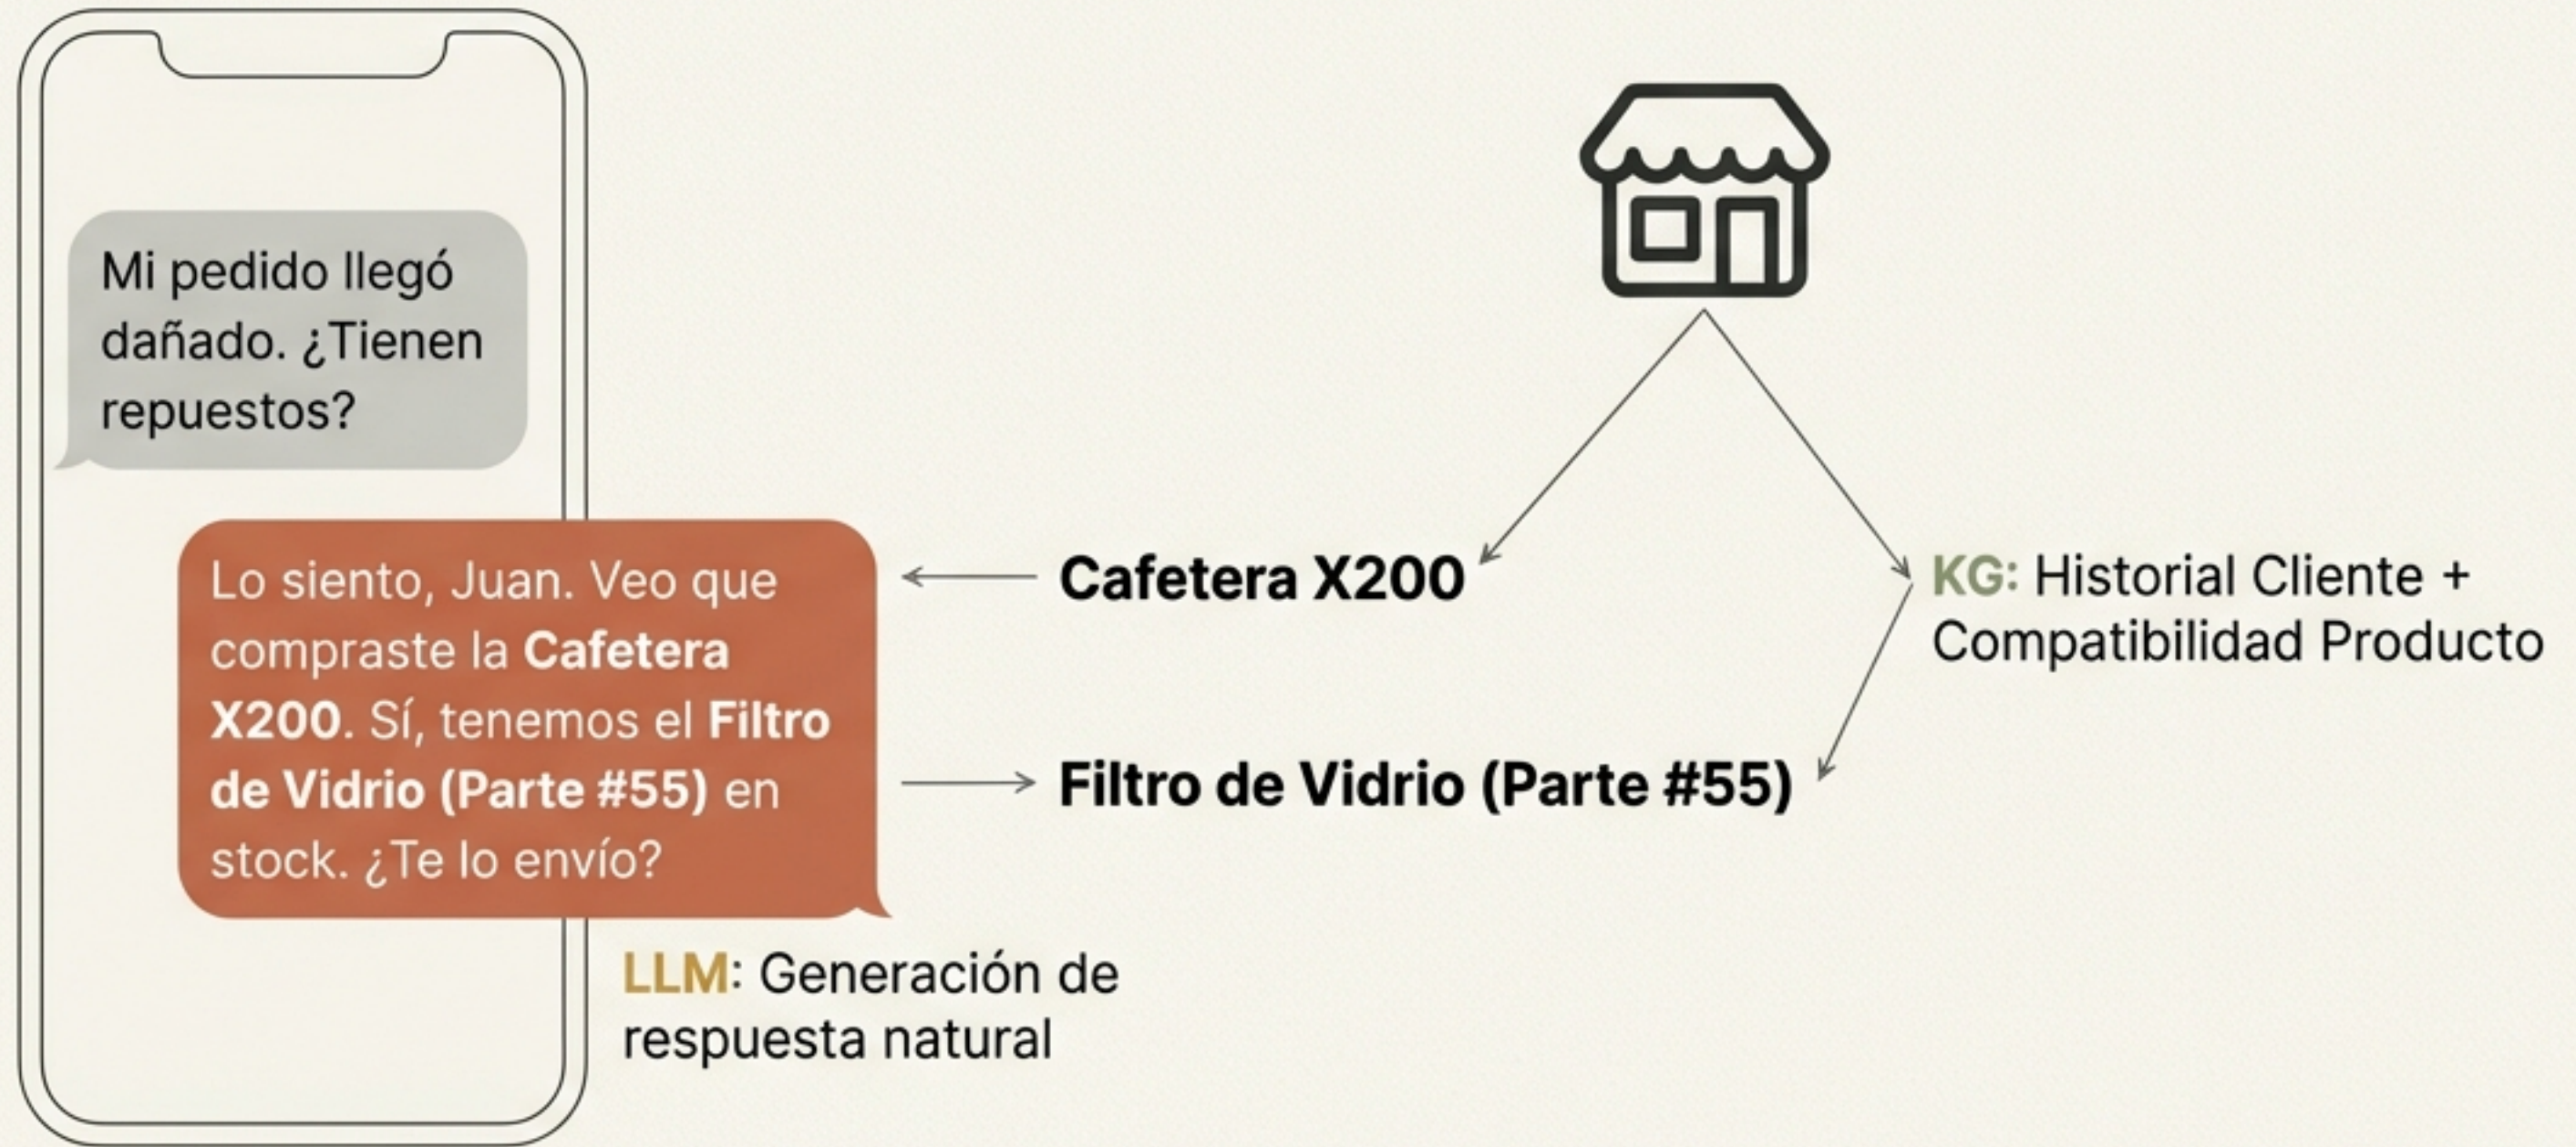 Mi pedido llegó
dañado. ¿Tienen
repuestos?
Lo siento, Juan. Veo que
compraste la Cafetera
X200. Sí, tenemos el Filtro
de Vidrio (Parte #55) en
stock. ¿Te lo envío?
LLM: Generación de
respuesta natural
Cafetera X200
Filtro de Vidrio (Parte #55)
KG: Historial Cliente +
Compatibilidad Producto